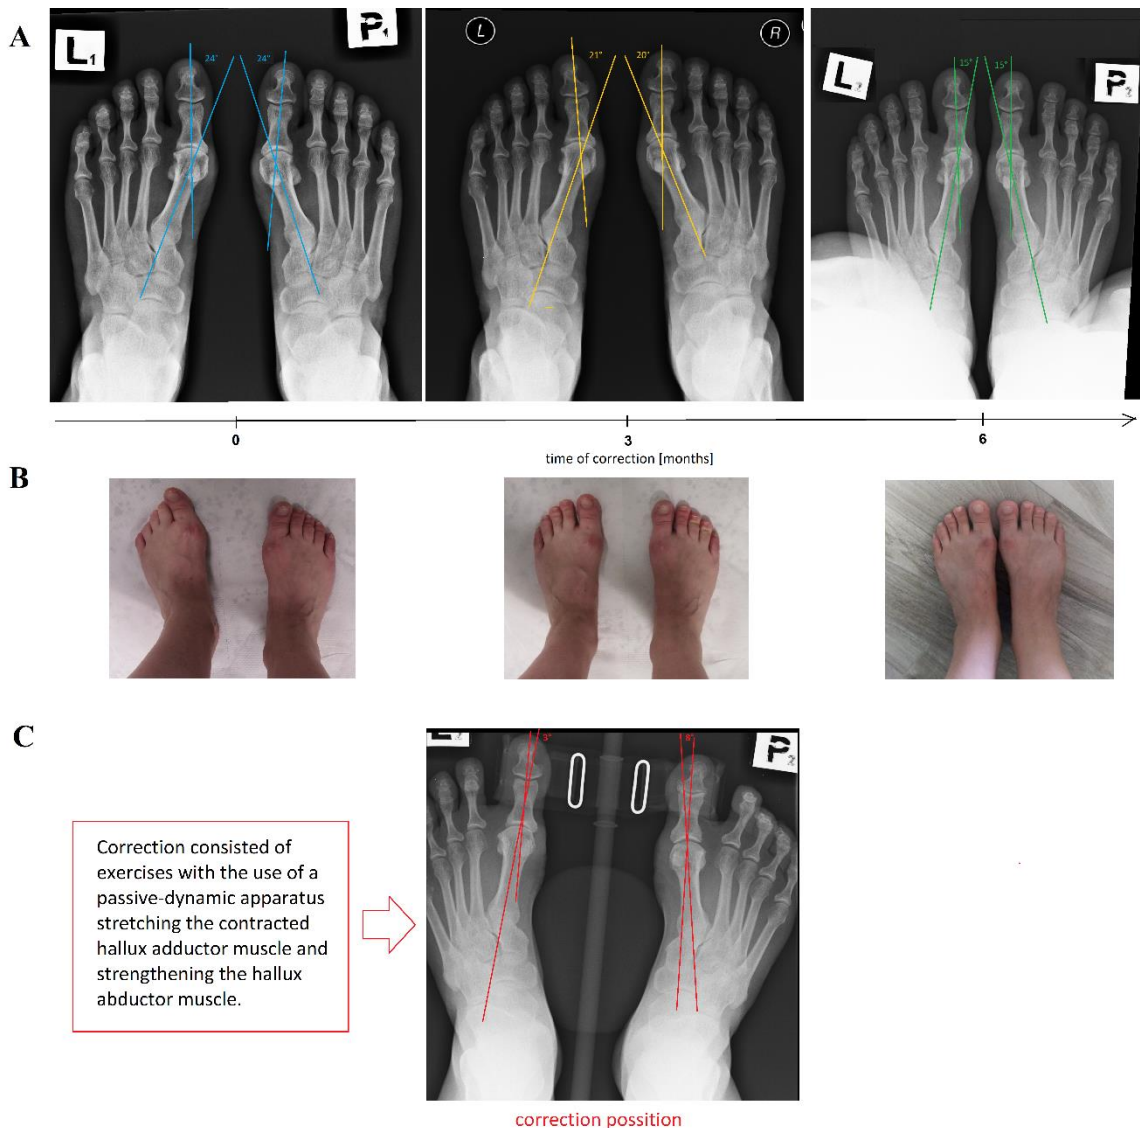 A
L1
P1
24°
24°
L
R
21°
20°
L2
P2
15°
15°
0
3
6
time of correction [months]
B
C
P2
3°
Correction consisted of
exercises with the use of a
passive-dynamic apparatus
stretching the contracted
hallux adductor muscle and
strengthening the hallux
abductor muscle.
correction possition